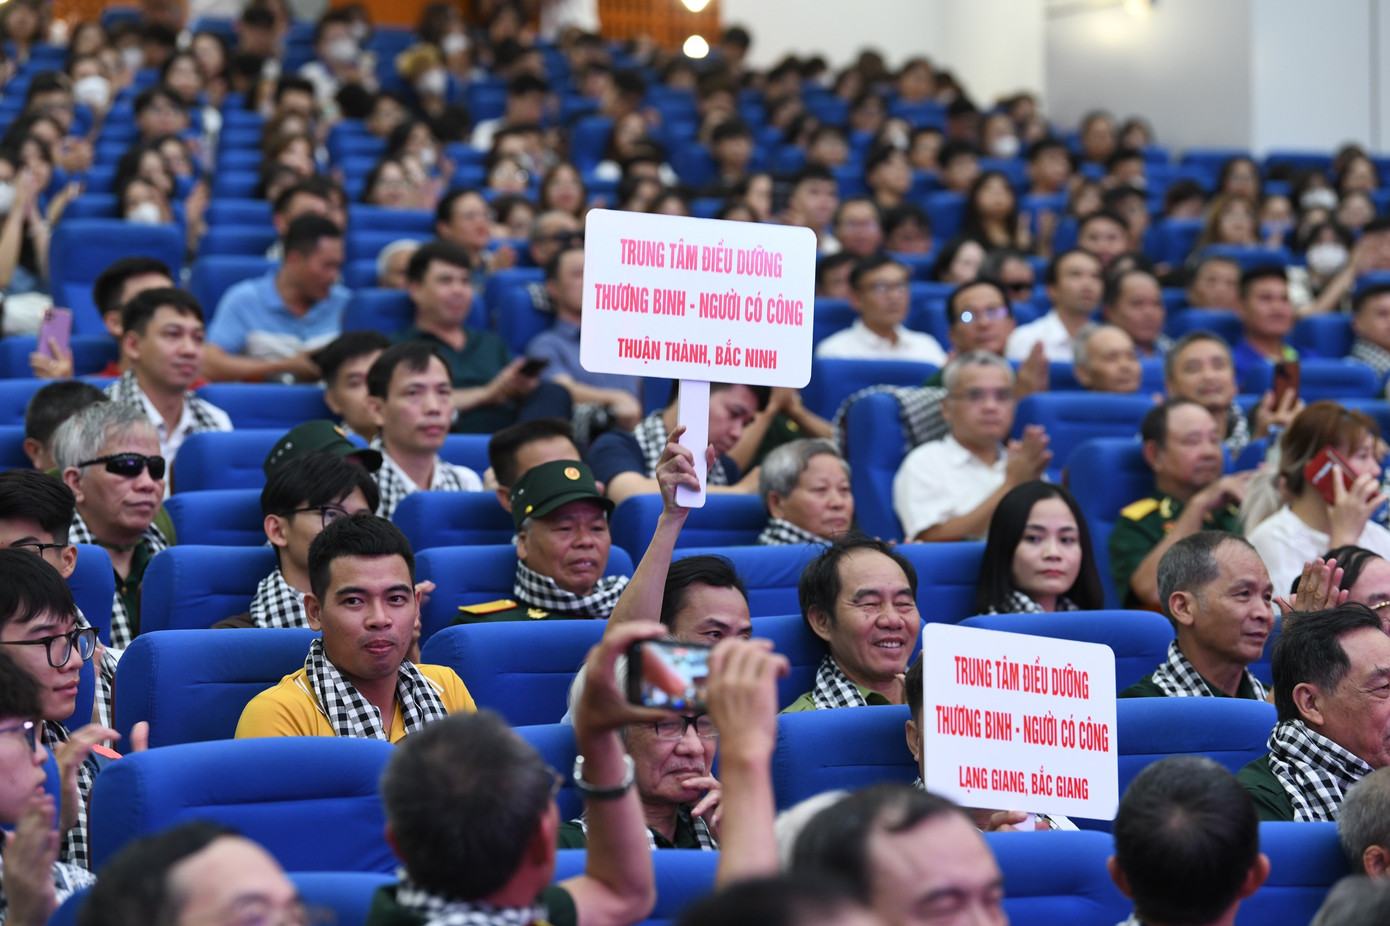 TRUNG TÂM ĐIỀU DƯỠNG
THƯƠNG BINH - NGƯỜI CÓ CÔNG
THUẬN THÀNH, BẮC NINH
TRUNG TÂM ĐIỀU DƯỠNG
THƯƠNG BINH - NGƯỜI CÓ CÔNG
LẠNG GIANG, BẮC GIANG